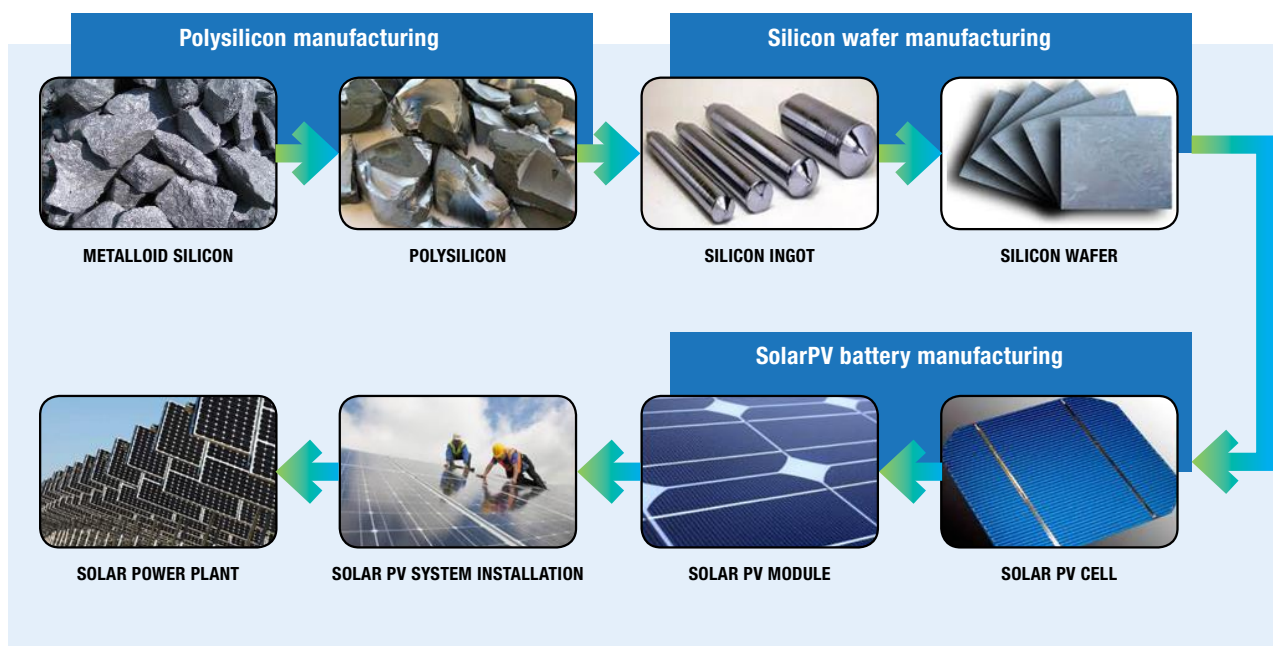 Polysilicon manufacturing
Silicon wafer manufacturing
METALLOID SILICON
POLYSILICON
SILICON INGOT
SILICON WAFER
SolarPV battery manufacturing
SOLAR POWER PLANT
SOLAR PV SYSTEM INSTALLATION
SOLAR PV MODULE
SOLAR PV CELL